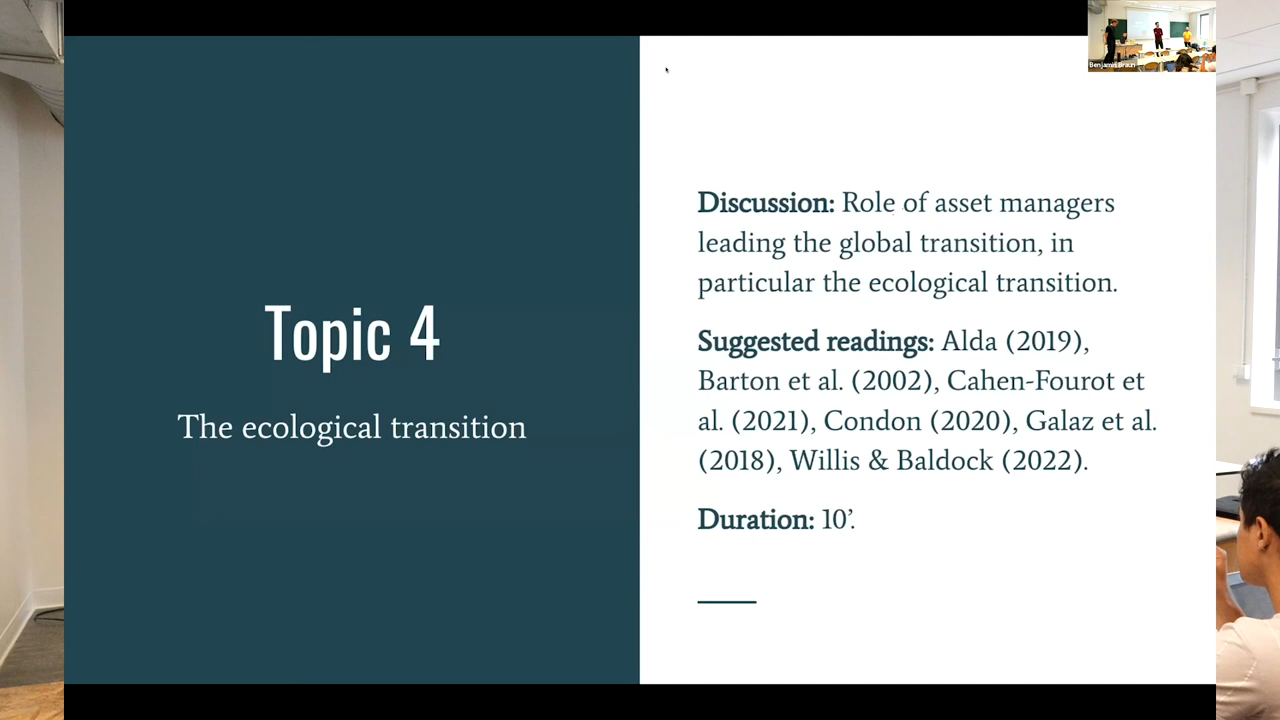 Benjamin Braun
Topic 4
The ecological transition
Discussion: Role of asset managers
leading the global transition, in
particular the ecological transition.
Suggested readings: Alda (2019),
Barton et al. (2002), Cahen-Fourot et
al. (2021), Condon (2020), Galaz et al.
(2018), Willis & Baldock (2022).
Duration: 10’.